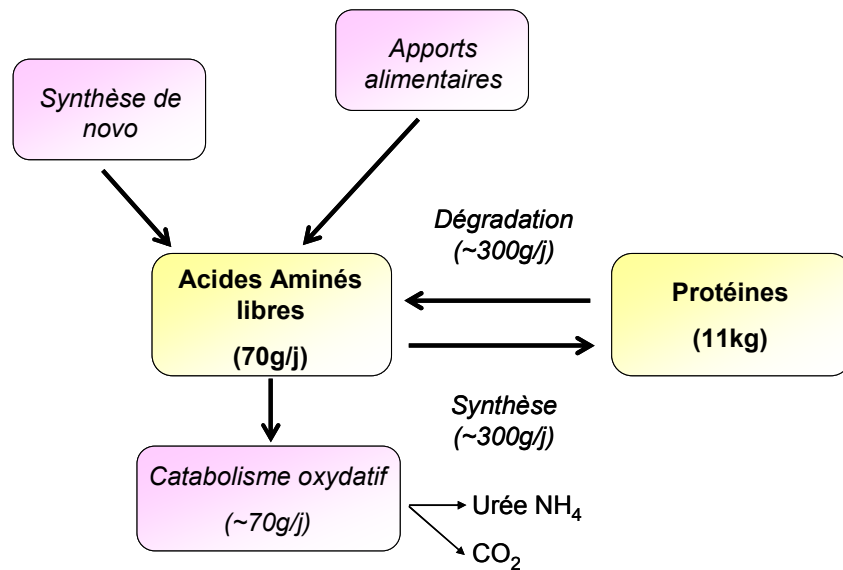 Apports
alimentaires
Synthèse de
novo
Dégradation
(~300g/j)
Acides Aminés
libres
(70g/j)
Protéines
(11kg)
Synthèse
(~300g/j)
Catabolisme oxydatif
(~70g/j)
Urée NH₄
CO₂